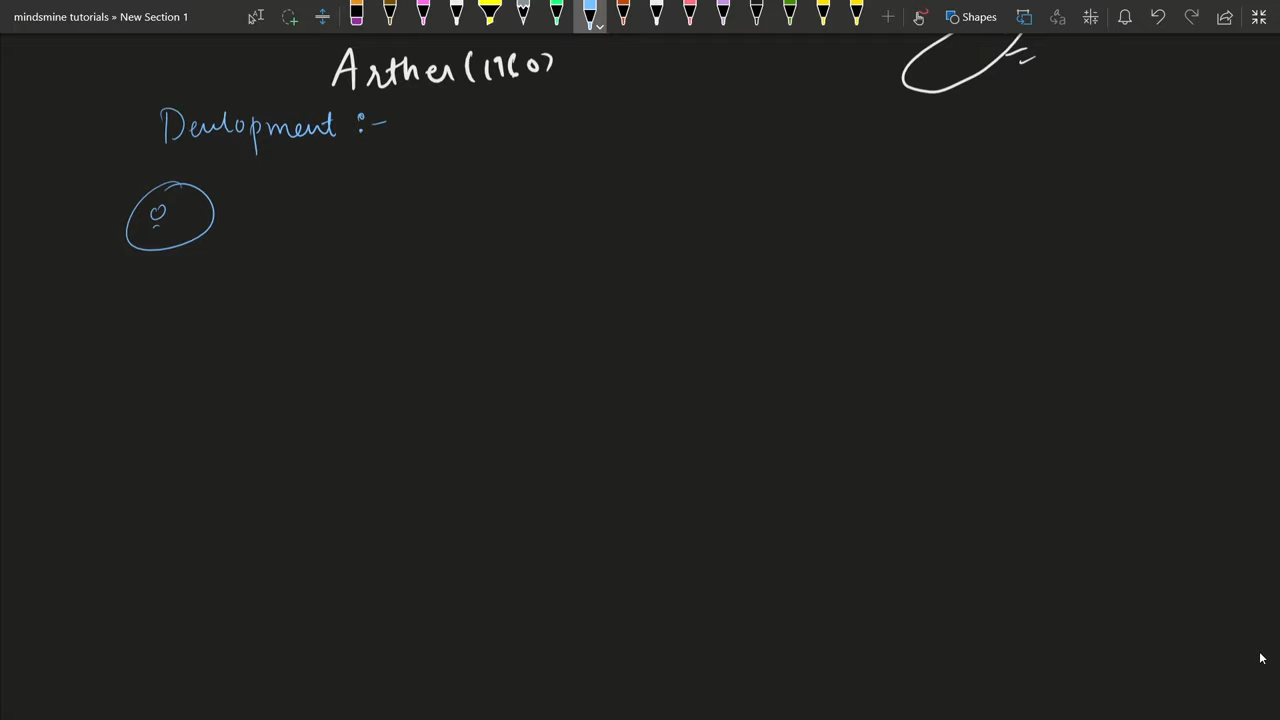 mindsmine tutorials » New Section 1
Shapes
Arther (1960)
Devlopment :-